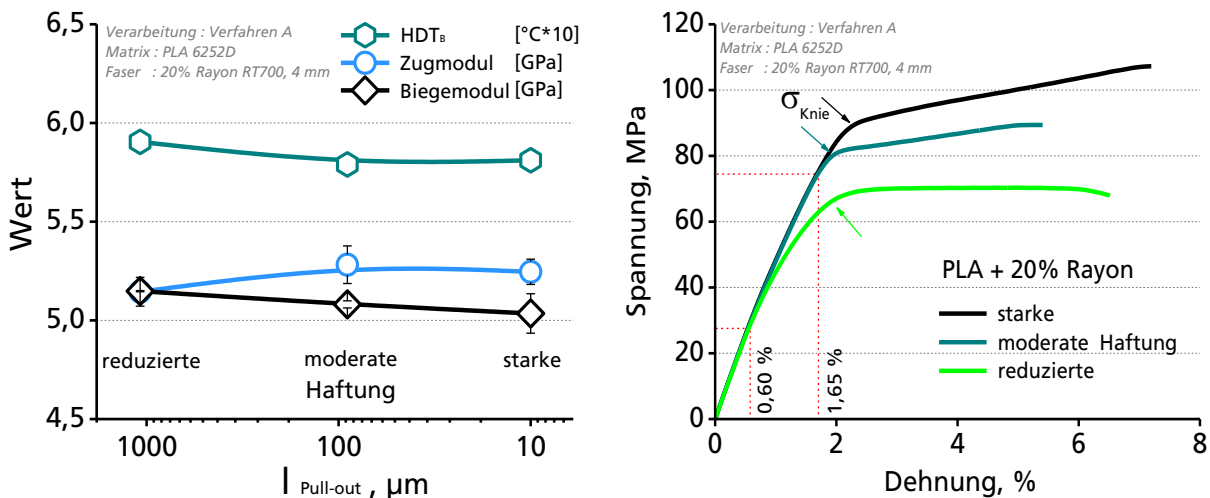 6,5
6,0
5,5
5,0
4,5
Wert
Verarbeitung : Verfahren A
Matrix : PLA 6252D
Faser : 20% Rayon RT700, 4 mm
HDT_B [°C*10]
Zugmodul [GPa]
Biegemodul [GPa]
reduzierte moderate starke
Haftung
1000 100 10
l Pull-out , µm
120
100
80
60
40
20
0
Spannung, MPa
Verarbeitung : Verfahren A
Matrix : PLA 6252D
Faser : 20% Rayon RT700, 4 mm
σ Knie
PLA + 20% Rayon
starke
moderate Haftung
reduzierte
0,60 %
1,65 %
0 2 4 6 8
Dehnung, %